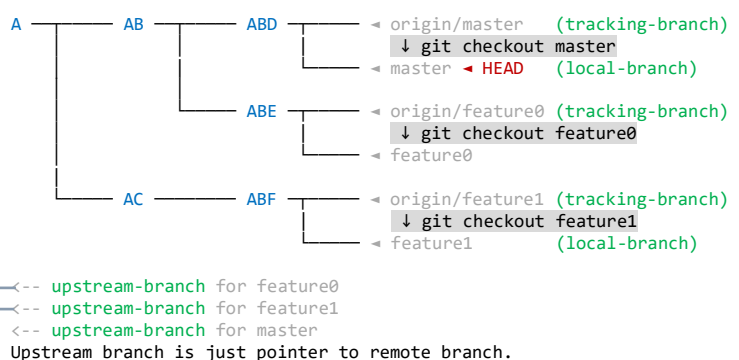 A AB ABD ◄ origin/master (tracking-branch)
↓ git checkout master
◄ master ◄ HEAD (local-branch)
ABE ◄ origin/feature0 (tracking-branch)
↓ git checkout feature0
◄ feature0
AC ABF ◄ origin/feature1 (tracking-branch)
↓ git checkout feature1
◄ feature1 (local-branch)
<-- upstream-branch for feature0
<-- upstream-branch for feature1
<-- upstream-branch for master
Upstream branch is just pointer to remote branch.